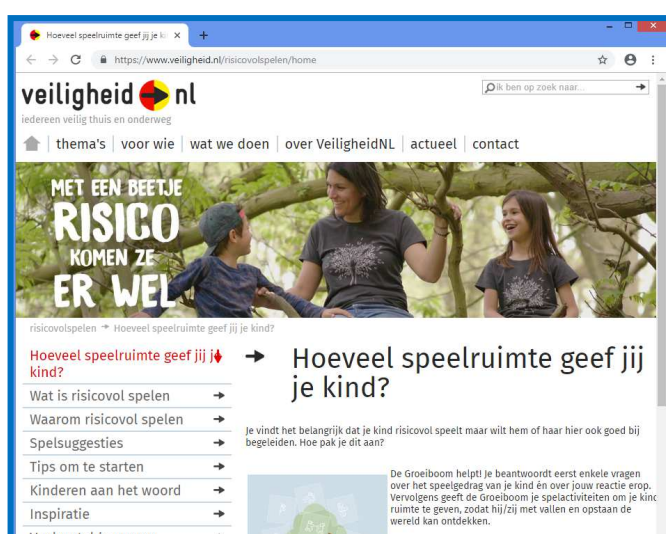 Hoeveel speelruimte geef jij je k
https://www.veiligheid.nl/risicovolspelen/home
veiligheid nl
iedereen veilig thuis en onderweg
ik ben op zoek naar...
thema's voor wie wat we doen over VeiligheidNL actueel contact
MET EEN BEETJE
RISICO
KOMEN ZE
ER WEL
risicovolspelen Hoeveel speelruimte geef jij je kind?
Hoeveel speelruimte geef jij je
kind?
Wat is risicovol spelen
Waarom risicovol spelen
Spelsuggesties
Tips om te starten
Kinderen aan het woord
Inspiratie
Hoeveel speelruimte geef jij
je kind?
Je vindt het belangrijk dat je kind risicovol speelt maar wilt hem of haar hier ook goed bij
begeleiden. Hoe pak je dit aan?
De Groeiboom helpt! Je beantwoordt eerst enkele vragen
over het speelgedrag van je kind én over jouw reactie erop.
Vervolgens geeft de Groeiboom je spelactiviteiten om je kind
ruimte te geven, zodat hij/zij met vallen en opstaan de
wereld kan ontdekken.